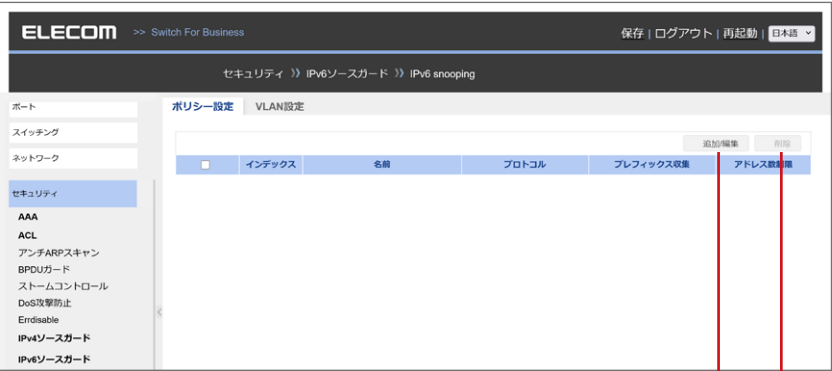 ELECOM >> Switch For Business 保存 | ログアウト | 再起動 | 日本語
セキュリティ 》 IPv6ソースガード 》 IPv6 snooping
ポート
スイッチング
ネットワーク
セキュリティ
AAA
ACL
アンチARPスキャン
BPDUガード
ストームコントロール
DoS攻撃防止
Errdisable
IPv4ソースガード
IPv6ソースガード
ポリシー設定 VLAN設定
追加/編集 削除
インデックス 名前 プロトコル プレフィックス収集 アドレス数制限